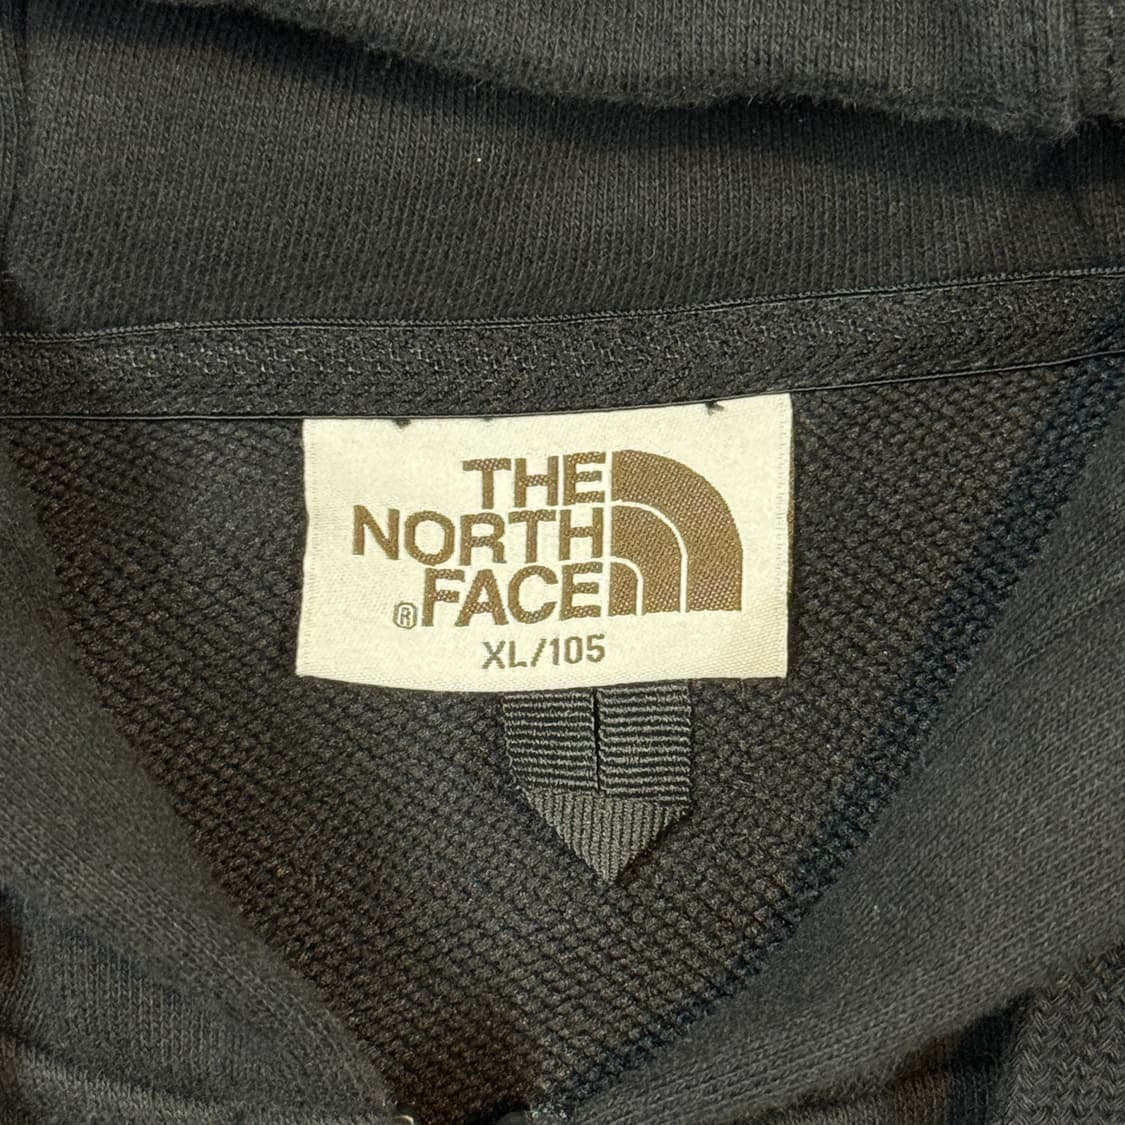 THE
NORTH
®FACE
XL/105